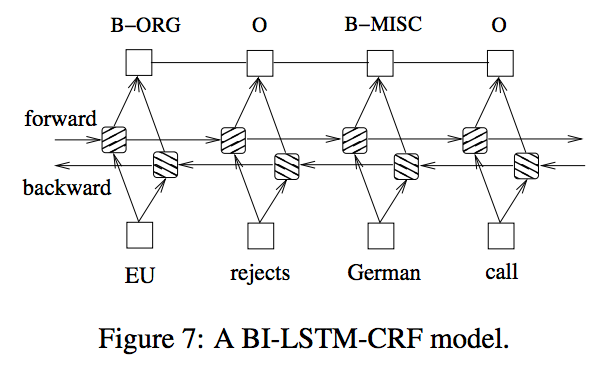 B−ORG O B−MISC O
forward
backward
EU rejects German call
Figure 7: A BI-LSTM-CRF model.